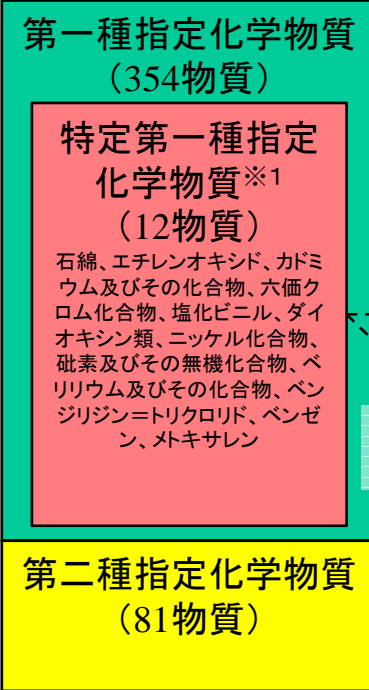 第一種指定化学物質
（354物質）
特定第一種指定
化学物質※1
（12物質）
石綿、エチレンオキシド、カドミ
ウム及びその化合物、六価ク
ロム化合物、塩化ビニル、ダイ
オキシン類、ニッケル化合物、
砒素及びその無機化合物、ベ
リリウム及びその化合物、ベン
ジリジン＝トリクロリド、ベンゼ
ン、メトキサレン
第二種指定化学物質
（81物質）